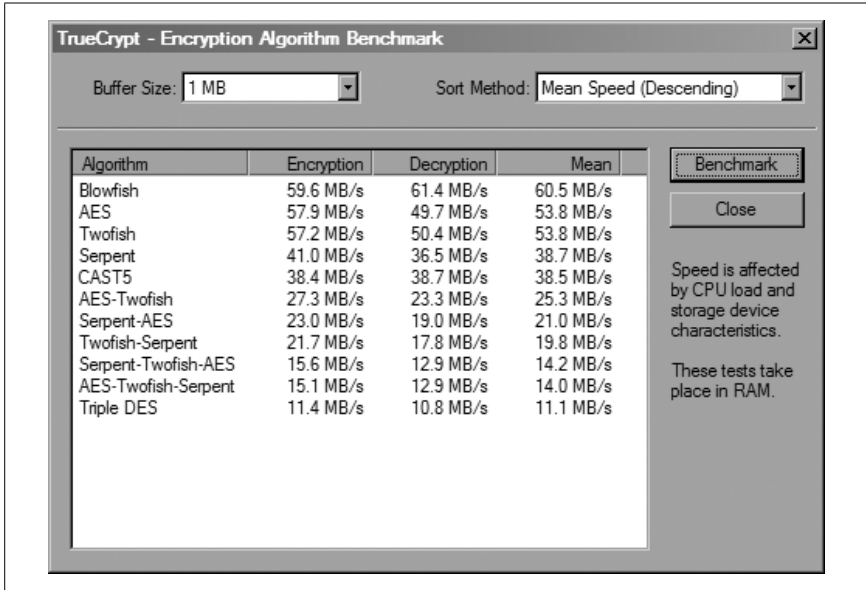 TrueCrypt - Encryption Algorithm Benchmark
Buffer Size: 1 MB Sort Method: Mean Speed (Descending)
Algorithm Encryption Decryption Mean
Blowfish 59.6 MB/s 61.4 MB/s 60.5 MB/s
AES 57.9 MB/s 49.7 MB/s 53.8 MB/s
Twofish 57.2 MB/s 50.4 MB/s 53.8 MB/s
Serpent 41.0 MB/s 36.5 MB/s 38.7 MB/s
CAST5 38.4 MB/s 38.7 MB/s 38.5 MB/s
AES-Twofish 27.3 MB/s 23.3 MB/s 25.3 MB/s
Serpent-AES 23.0 MB/s 19.0 MB/s 21.0 MB/s
Twofish-Serpent 21.7 MB/s 17.8 MB/s 19.8 MB/s
Serpent-Twofish-AES 15.6 MB/s 12.9 MB/s 14.2 MB/s
AES-Twofish-Serpent 15.1 MB/s 12.9 MB/s 14.0 MB/s
Triple DES 11.4 MB/s 10.8 MB/s 11.1 MB/s
Benchmark
Close
Speed is affected
by CPU load and
storage device
characteristics.
These tests take
place in RAM.